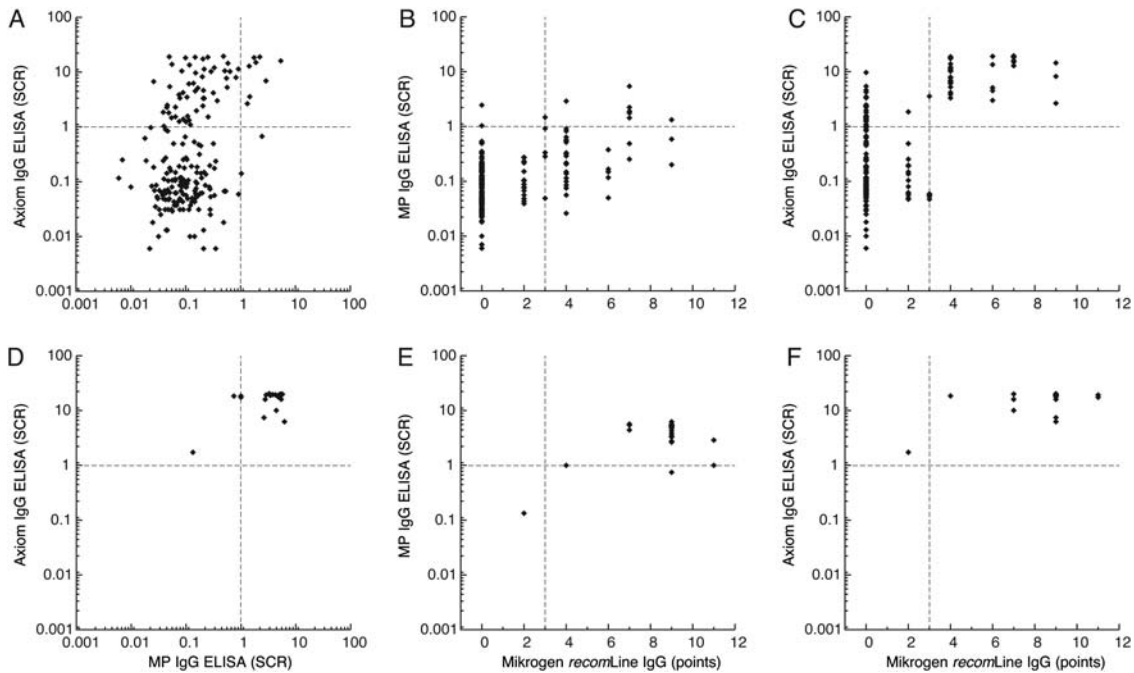 A
B
C
100
10
1
0.1
0.01
0.001
Axiom IgG ELISA (SCR)
0.001 0.01 0.1 1 10 100
100
10
1
0.1
0.01
0.001
MP IgG ELISA (SCR)
0 2 4 6 8 10 12
100
10
1
0.1
0.01
0.001
Axiom IgG ELISA (SCR)
0 2 4 6 8 10 12
D
E
F
100
10
1
0.1
0.01
0.001
Axiom IgG ELISA (SCR)
0.001 0.01 0.1 1 10 100
MP IgG ELISA (SCR)
100
10
1
0.1
0.01
0.001
MP IgG ELISA (SCR)
0 2 4 6 8 10 12
Mikrogen recomLine IgG (points)
100
10
1
0.1
0.01
0.001
Axiom IgG ELISA (SCR)
0 2 4 6 8 10 12
Mikrogen recomLine IgG (points)